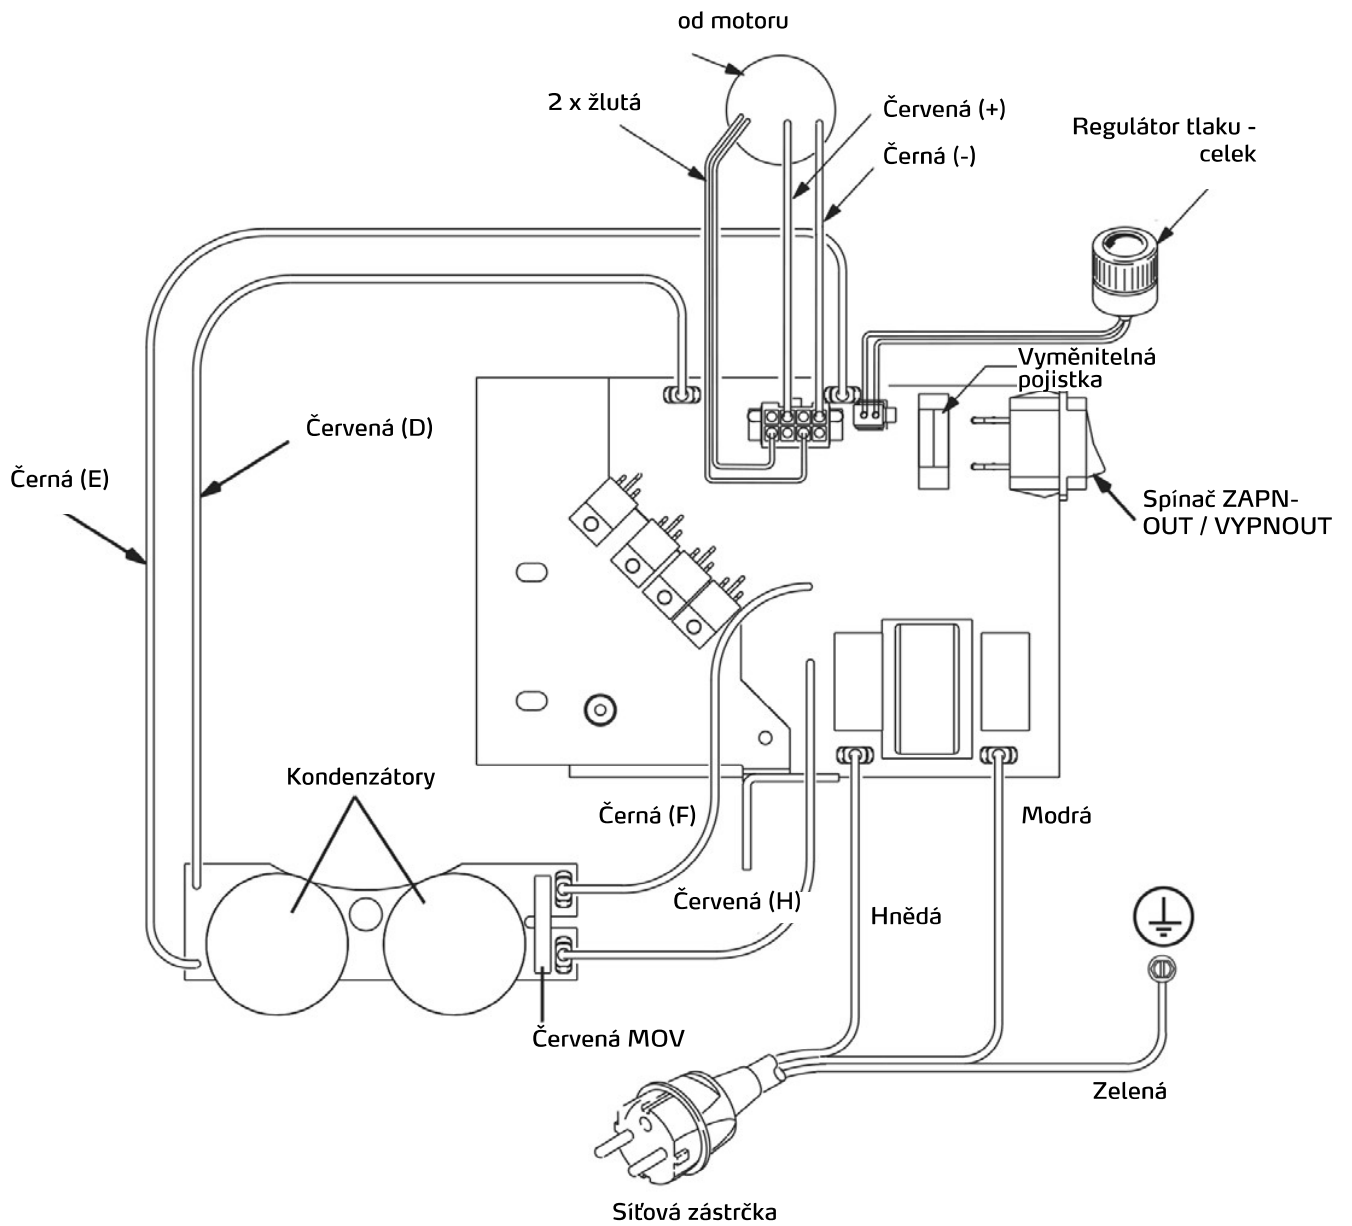 od motoru
2 x žlutá
Červená (+)
Černá (-)
Regulátor tlaku -
celek
Vyměnitelná
pojistka
Červená (D)
Černá (E)
Spínač ZAPN-
OUT / VYPNOUT
Kondenzátory
Černá (F)
Modrá
Červená (H)
Hnědá
Červená MOV
Zelená
Síťová zástrčka